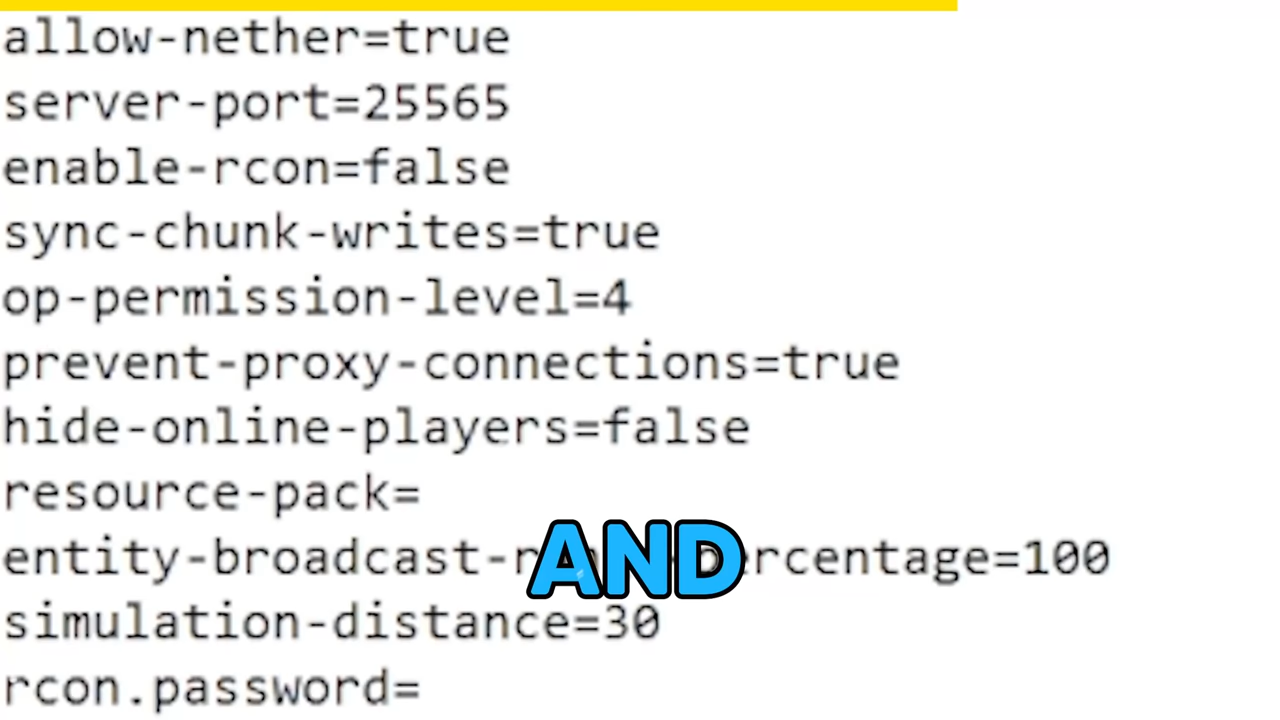 allow-nether=true
server-port=25565
enable-rcon=false
sync-chunk-writes=true
op-permission-level=4
prevent-proxy-connections=true
hide-online-players=false
resource-pack=
entity-broadcast- percentage=100
AND
simulation-distance=30
rcon.password=